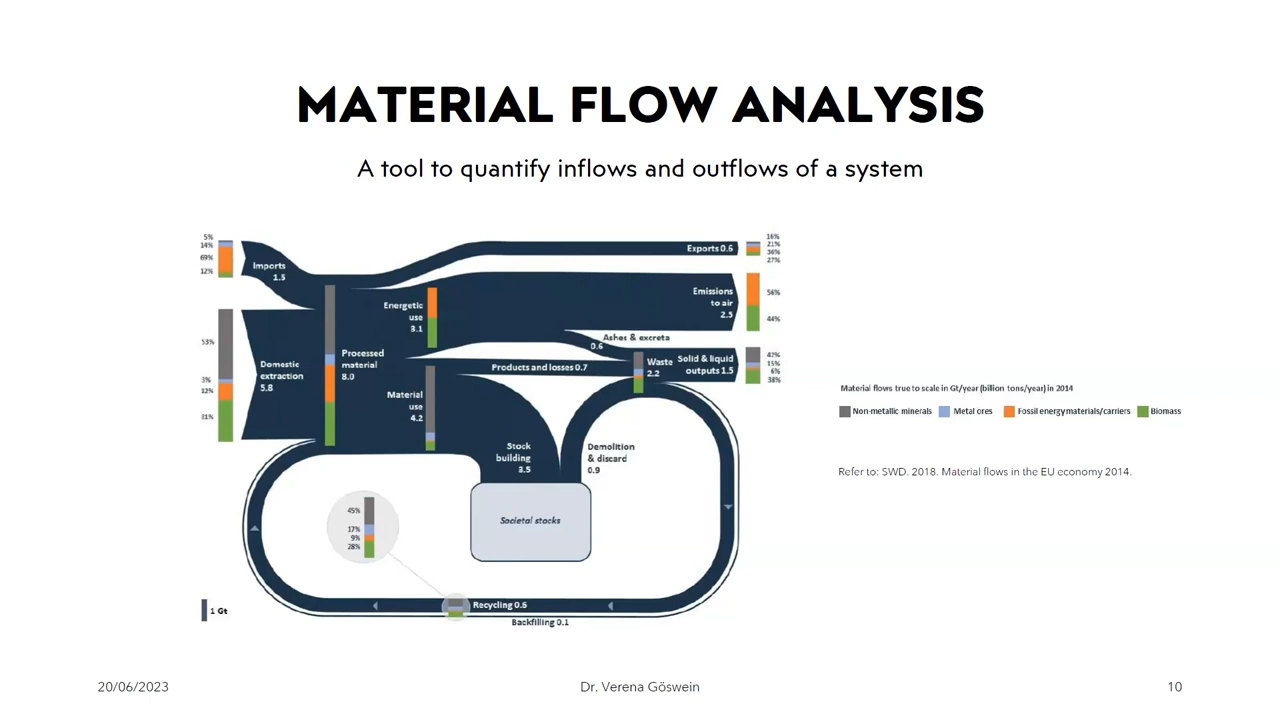 MATERIAL FLOW ANALYSIS
A tool to quantify inflows and outflows of a system
5%
14%
69%
12%
Imports
1.5
53%
3%
12%
31%
Domestic
extraction
5.8
Processed
material
8.0
Energetic
use
3.1
Material
use
4.2
Exports 0.6
Emissions
to air
2.5
Ashes & excreta
0.6
Products and losses 0.7
Waste
2.2
Solid & liquid
outputs 1.5
16%
21%
36%
27%
56%
44%
42%
15%
6%
38%
Stock
building
3.5
Demolition
& discard
0.9
Societal stocks
45%
17%
9%
28%
Recycling 0.6
Backfilling 0.1
1 Gt
Material flows true to scale in Gt/year (billion tons/year) in 2014
Non-metallic minerals
Metal ores
Fossil energy materials/carriers
Biomass
Refer to: SWD. 2018. Material flows in the EU economy 2014.
20/06/2023
Dr. Verena Göswein
10